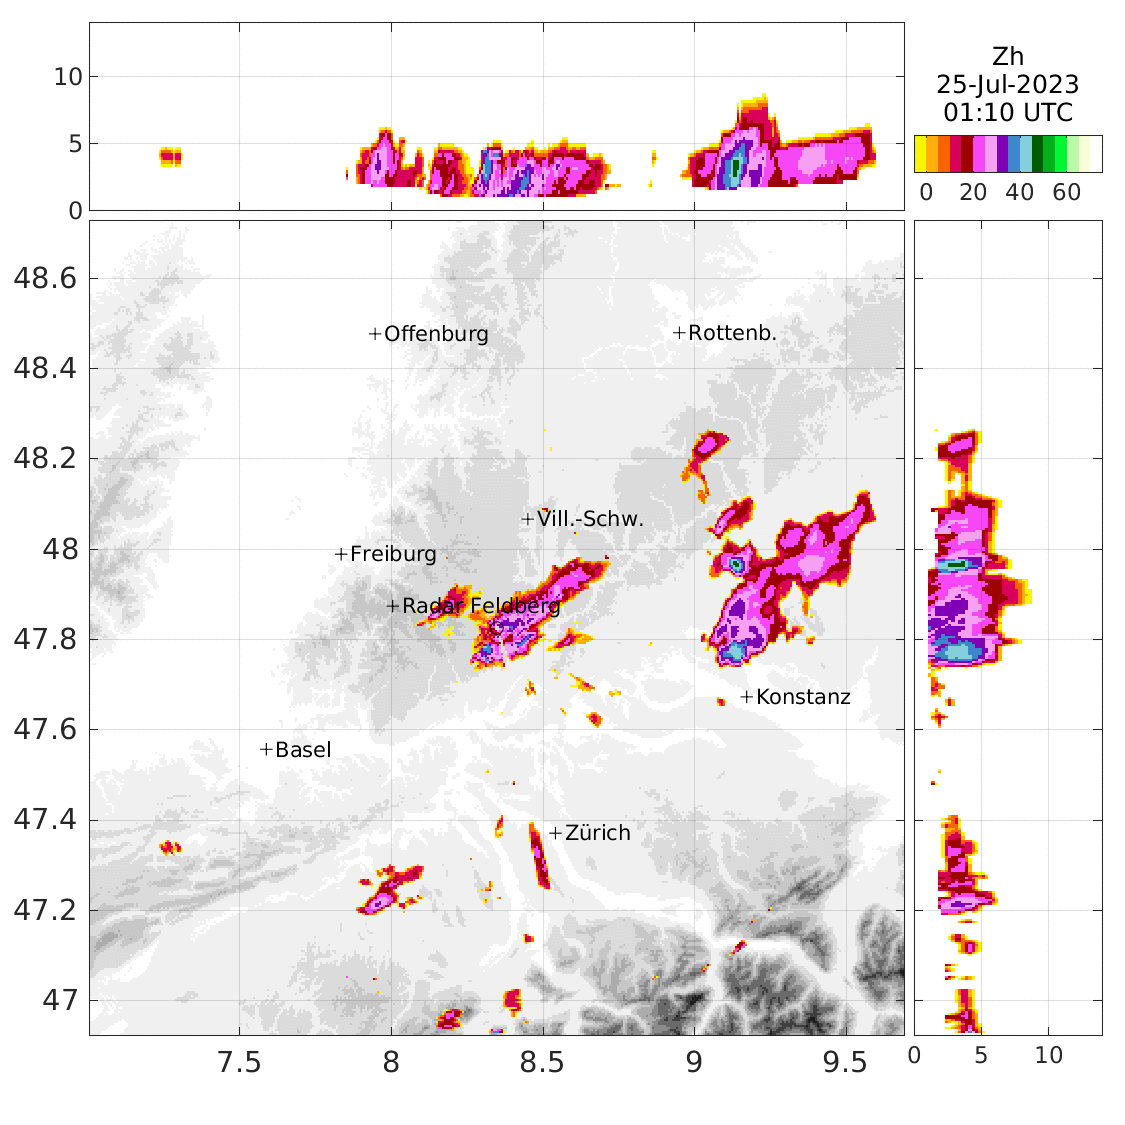 10
5
0
Zh
25-Jul-2023
01:10 UTC
0 20 40 60
48.6
48.4
48.2
48
47.8
47.6
47.4
47.2
47
+Offenburg
+Rottenb.
+Vill.-Schw.
+Freiburg
+Radar Feldberg
+Konstanz
+Basel
+Zürich
7.5 8 8.5 9 9.5
0 5 10